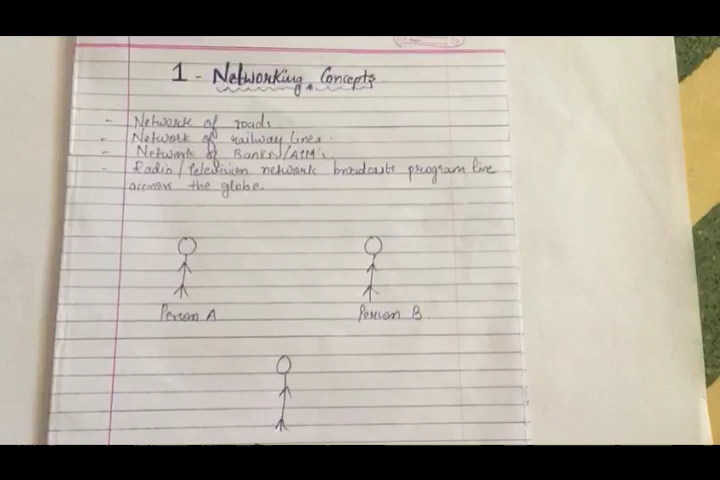 1 - Networking Concepts
- Network of roads.
- Network of railway lines.
- Network of Banks/ATM's.
- Radio/Television network broadcasts program live
accross the globe.
Person A
Person B.